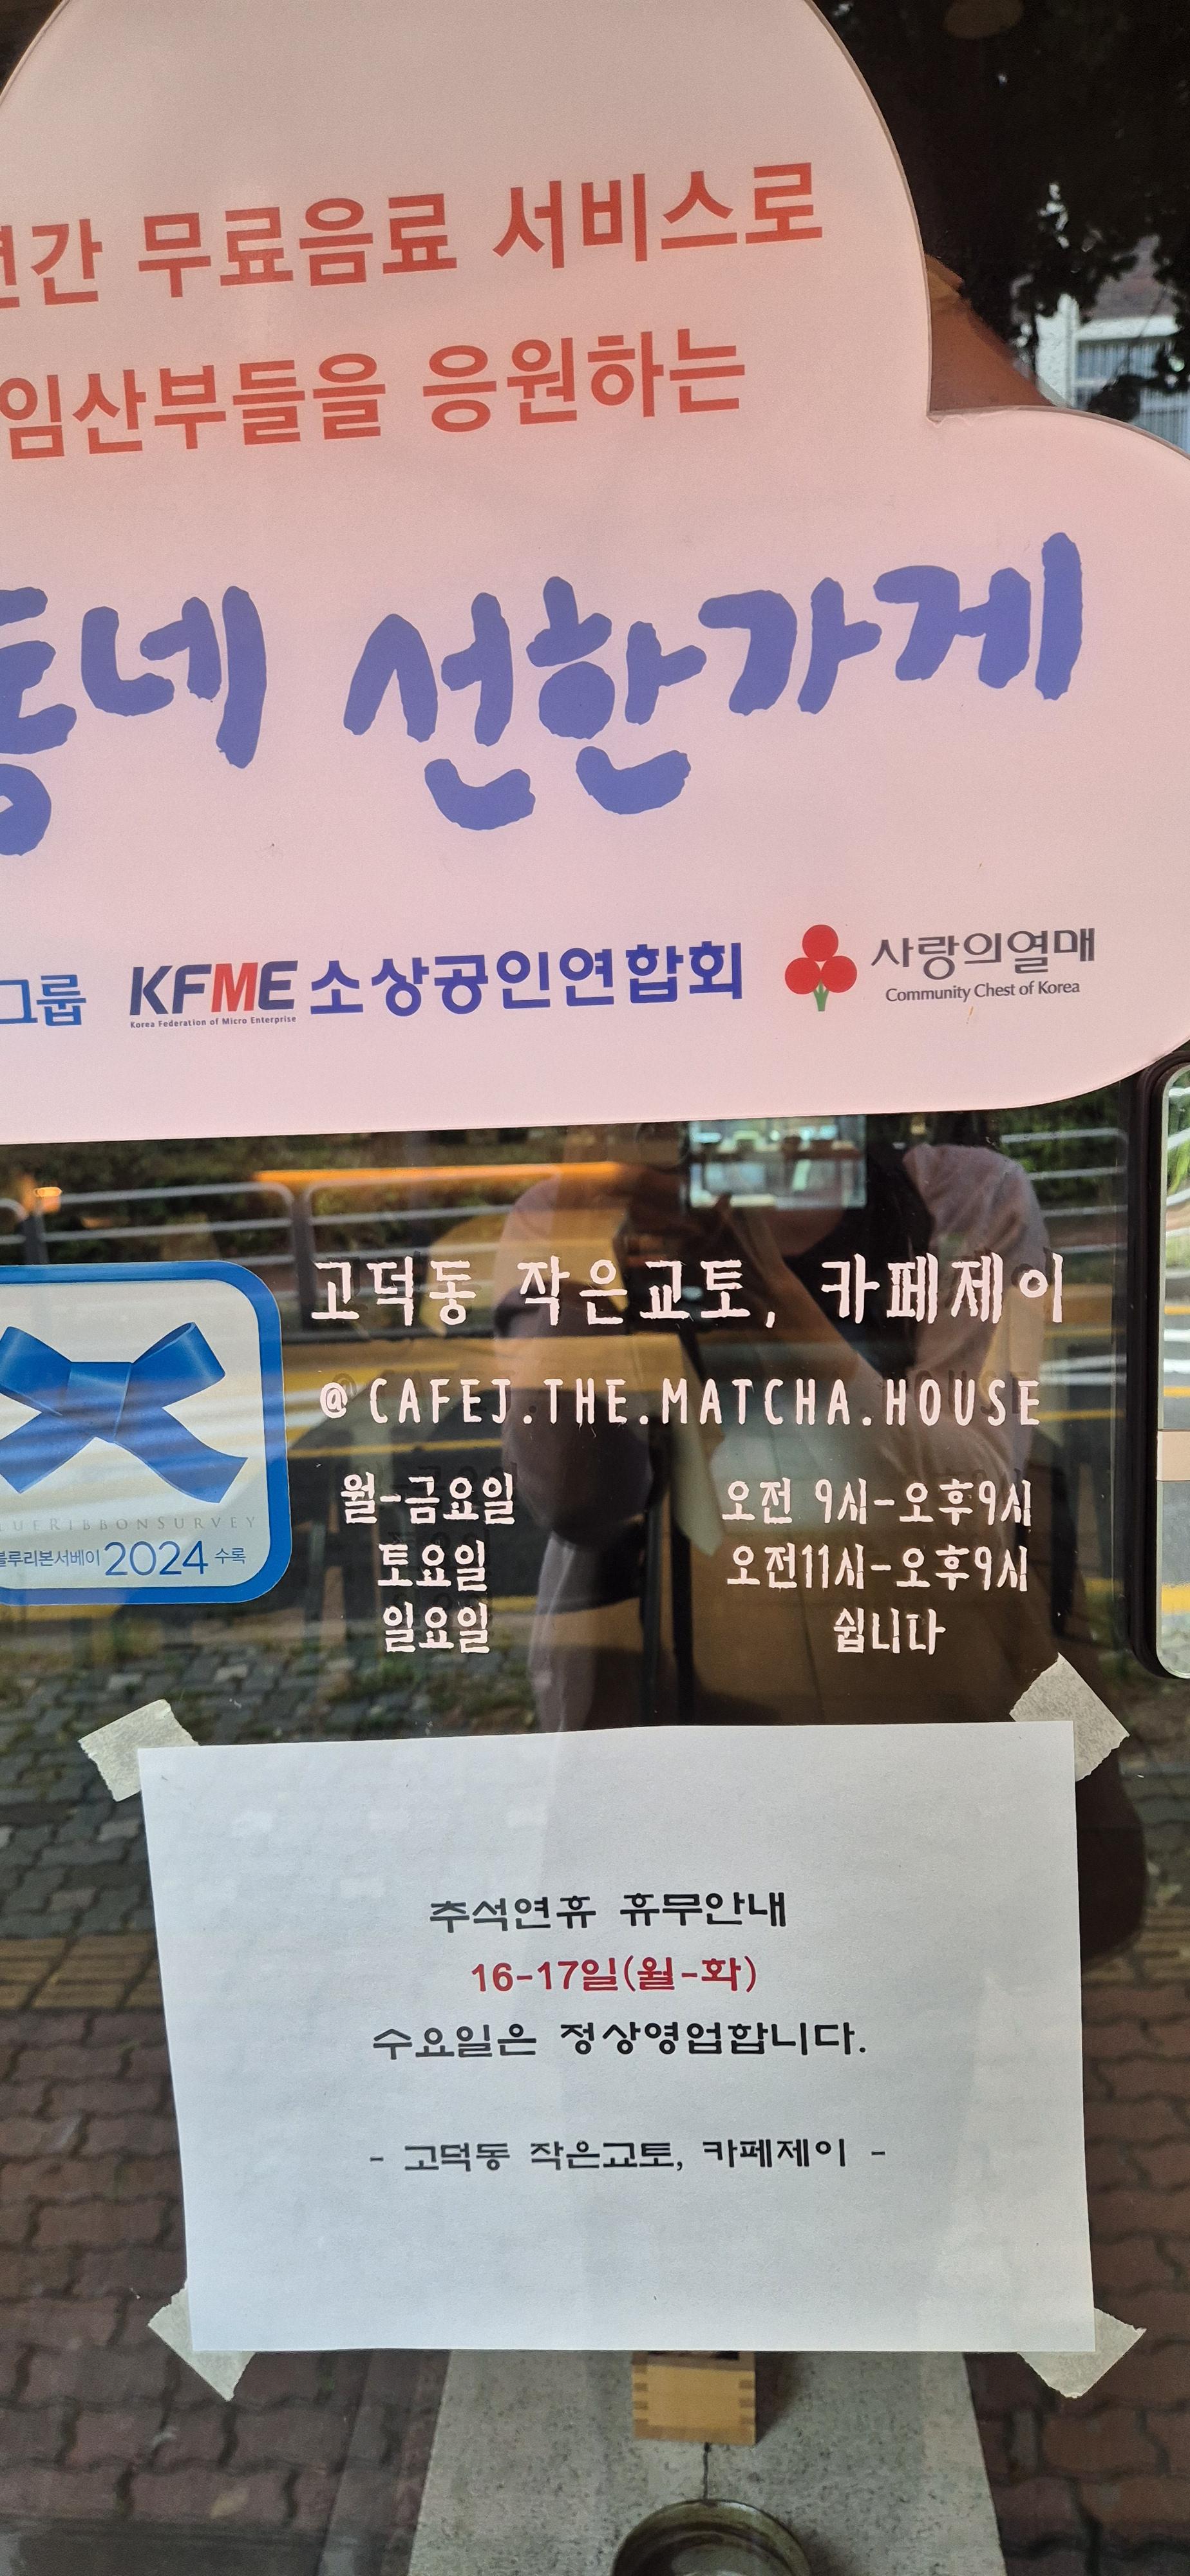 무료음료 서비스로
임산부들을 응원하는
동네 선한가게
그룹
KFME 소상공인연합회
Korea Federation of Micro Enterprise
사랑의열매
Community Chest of Korea
고덕동 작은교토, 카페제이
@CAFEJ.THE.MATCHA.HOUSE
월-금요일 오전 9시-오후9시
토요일 오전11시-오후9시
일요일 쉽니다
BLUERIBBONSURVEY
블루리본서베이 2024 수록
추석연휴 휴무안내
16-17일(월-화)
수요일은 정상영업합니다.
- 고덕동 작은교토, 카페제이 -